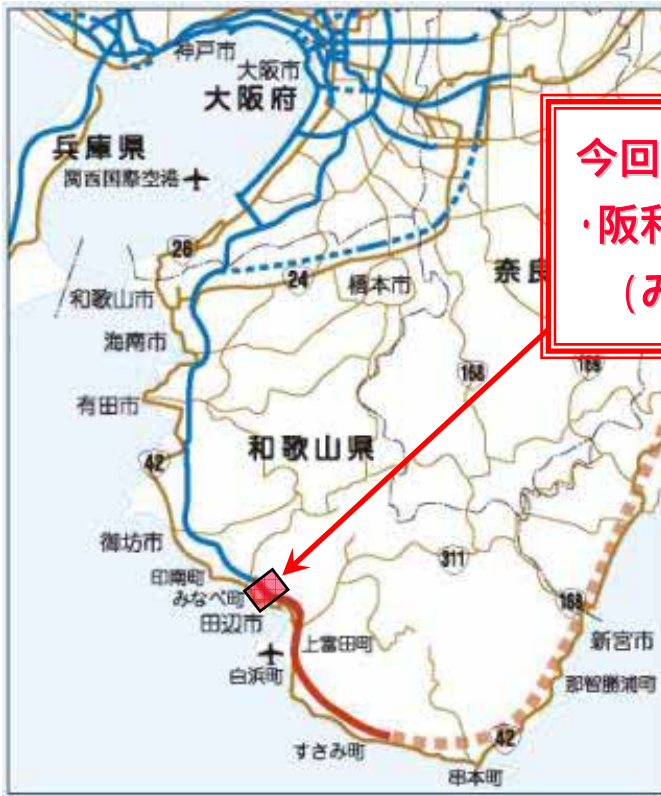 神戸市
大阪市
大阪府
兵庫県
関西国際空港
今回
・阪和
(み
26
24
橋本市
奈良
和歌山市
海南市
168
169
有田市
和歌山県
42
御坊市
311
印南町
みなべ町
168
田辺市
上富田町
新宮市
白浜町
那智勝浦町
42
すさみ町
串本町